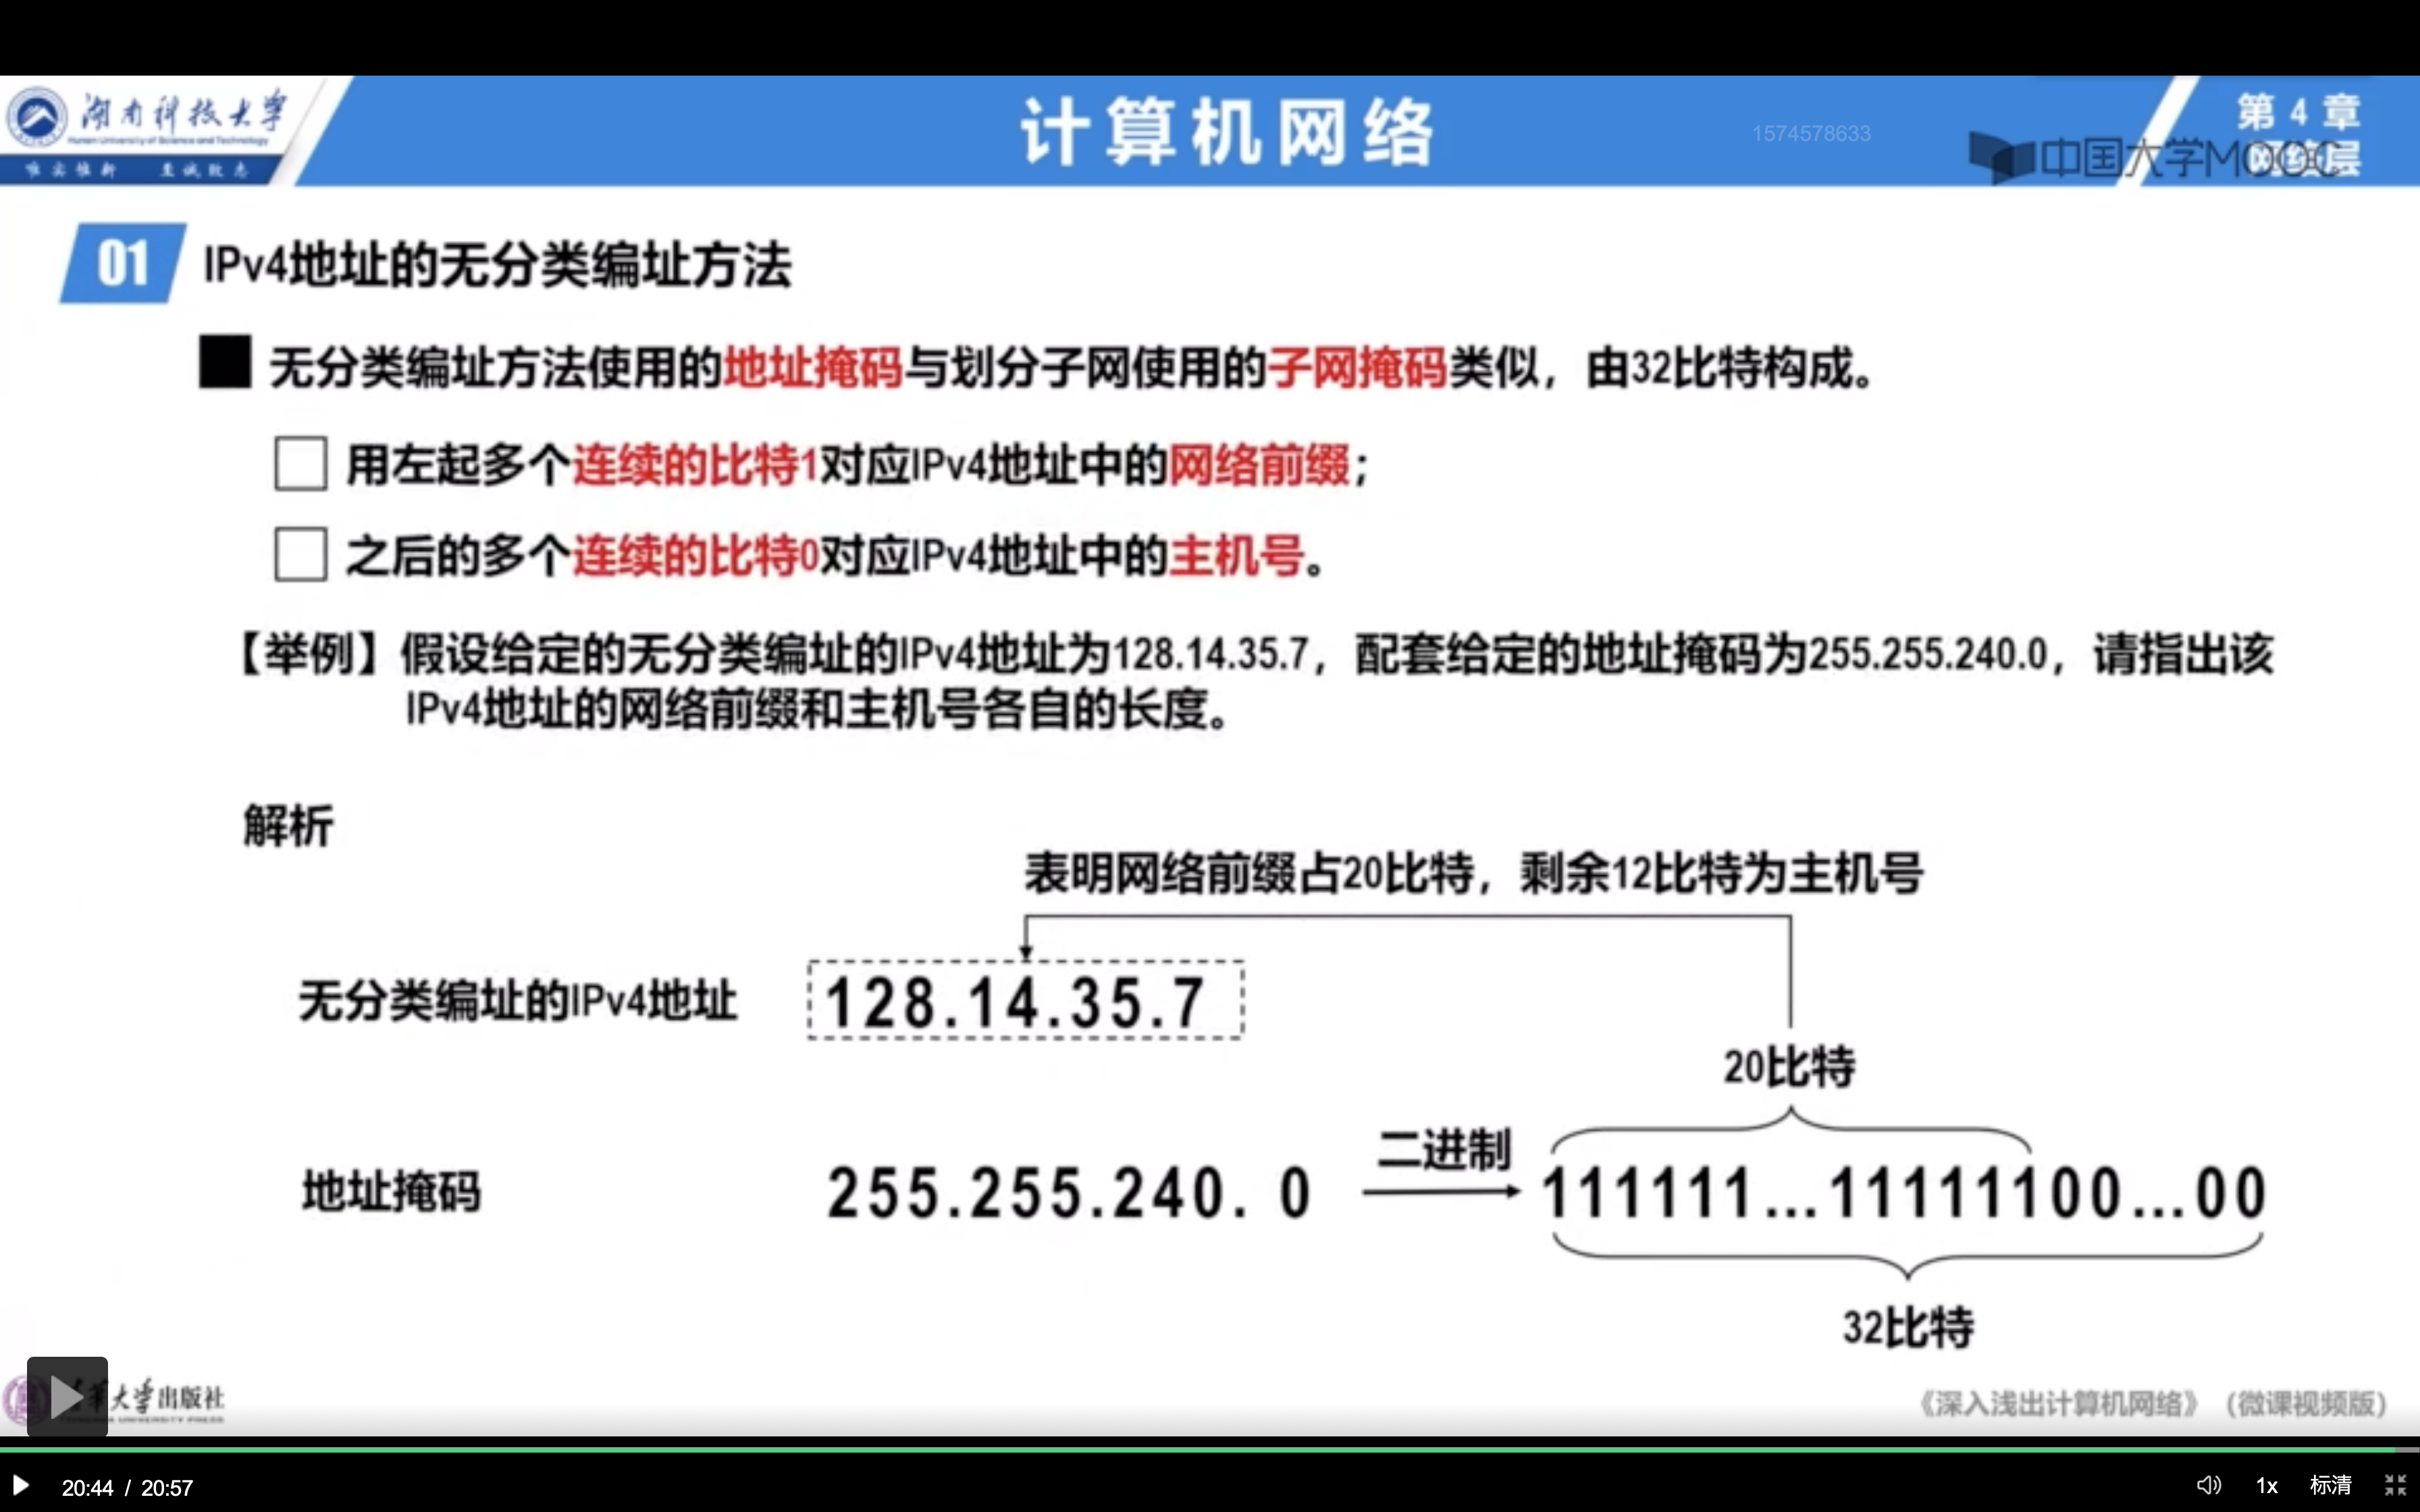 湖南科技大学
Hunan University of Science and Technology
唯实惟新 至诚致志
计算机网络
1574578633
第 4 章
网络层
中国大学MOOC
01 IPv4地址的无分类编址方法
无分类编址方法使用的地址掩码与划分子网使用的子网掩码类似，由32比特构成。
用左起多个连续的比特1对应IPv4地址中的网络前缀；
之后的多个连续的比特0对应IPv4地址中的主机号。
【举例】假设给定的无分类编址的IPv4地址为128.14.35.7，配套给定的地址掩码为255.255.240.0，请指出该
IPv4地址的网络前缀和主机号各自的长度。
解析
表明网络前缀占20比特，剩余12比特为主机号
无分类编址的IPv4地址 128.14.35.7
20比特
二进制
地址掩码 255.255.240. 0 111111...11111100...00
32比特
大学出版社
UNIVERSITY PRESS
《深入浅出计算机网络》（微课视频版）
20:44 / 20:57
1x 标清